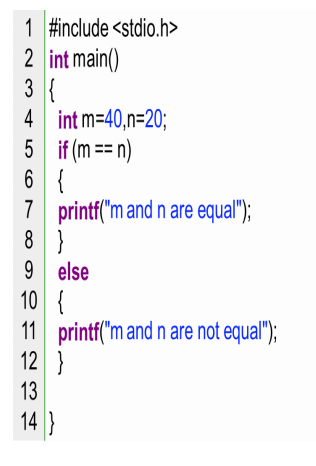 1 #include <stdio.h>
2 int main()
3 {
4 int m=40,n=20;
5 if (m == n)
6 {
7 printf("m and n are equal");
8 }
9 else
10 {
11 printf("m and n are not equal");
12 }
13
14 }